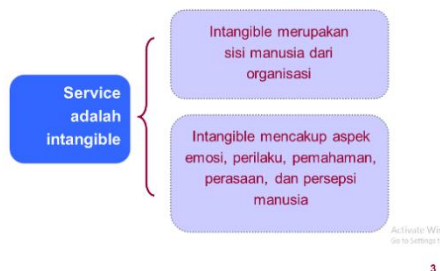 Service
adalah
intangible
Intangible merupakan
sisi manusia dari
organisasi
Intangible mencakup aspek
emosi, perilaku, pemahaman,
perasaan, dan persepsi
manusia
Activate Win
Go to Settings t
3